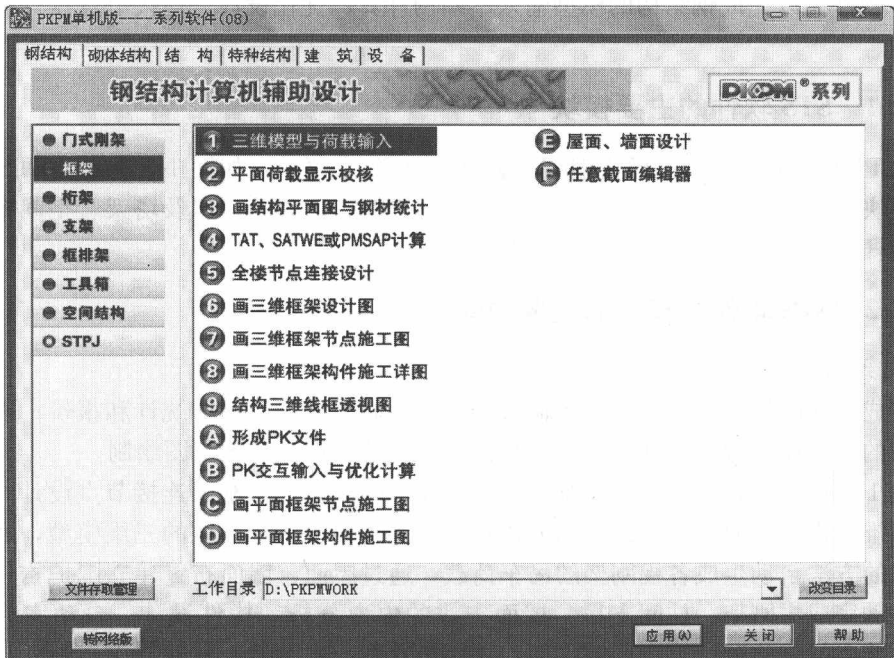 PKPM单机版----系列软件(08)
钢结构 砌体结构 结 构 特种结构 建 筑 设 备
钢结构计算机辅助设计 PKPM®系列
门式刚架
框架
桁架
支架
框排架
工具箱
空间结构
STPJ
1 三维模型与荷载输入
2 平面荷载显示校核
3 画结构平面图与钢材统计
4 TAT、SATWE或PMSAP计算
5 全楼节点连接设计
6 画三维框架设计图
7 画三维框架节点施工图
8 画三维框架构件施工详图
9 结构三维线框透视图
A 形成PK文件
B PK交互输入与优化计算
C 画平面框架节点施工图
D 画平面框架构件施工图
E 屋面、墙面设计
F 任意截面编辑器
文件存取管理 工作目录 D:\PKPMWORK 改变目录
转网络版 应用(A) 关闭 帮助